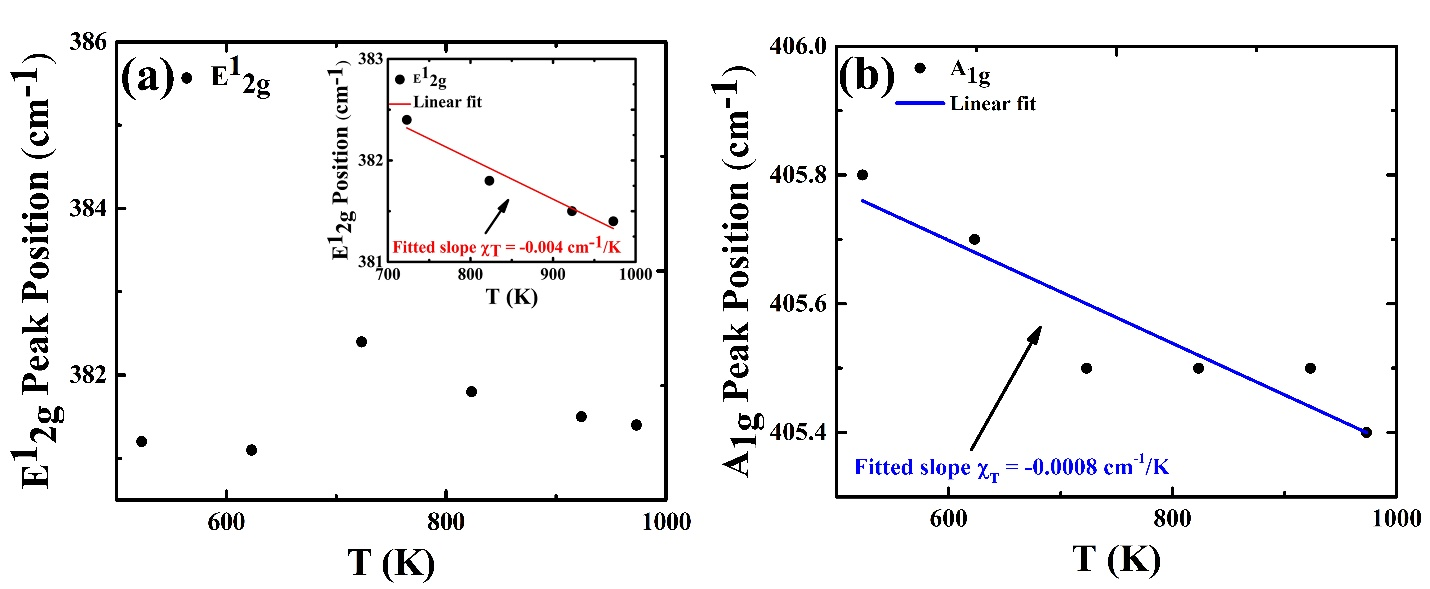 (a)
E¹2g
386
384
382
600
800
1000
E¹2g Peak Position (cm⁻¹)
T (K)
E¹2g
Linear fit
383
382
381
700
800
900
1000
E¹2g Position (cm⁻¹)
T (K)
Fitted slope χT = -0.004 cm⁻¹/K
(b)
A1g
Linear fit
406.0
405.8
405.6
405.4
600
800
1000
A1g Peak Position (cm⁻¹)
T (K)
Fitted slope χT = -0.0008 cm⁻¹/K